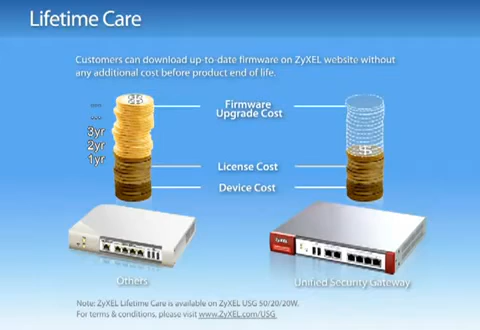 Lifetime Care
Customers can download up-to-date firmware on ZyXEL website without
any additional cost before product end of life.
...
...
3yr
2yr
1yr
Firmware
Upgrade Cost
License Cost
Device Cost
ZyXEL
Others
Unified Security Gateway
Note: ZyXEL Lifetime Care is available on ZyXEL USG 50/20/20W.
For terms & conditions, please visit www.ZyXEL.com/USG